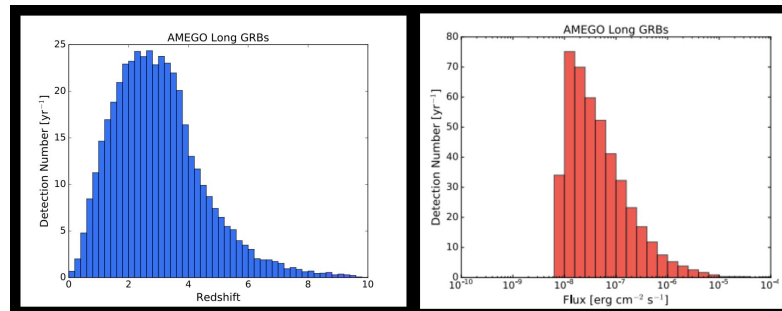 AMEGO Long GRBs
25
20
15
10
5
0
Detection Number [yr⁻¹]
0 2 4 6 8 10
Redshift
AMEGO Long GRBs
80
70
60
50
40
30
20
10
0
Detection Number [yr⁻¹]
10⁻¹⁰ 10⁻⁹ 10⁻⁸ 10⁻⁷ 10⁻⁶ 10⁻⁵
Flux [erg cm⁻² s⁻¹]